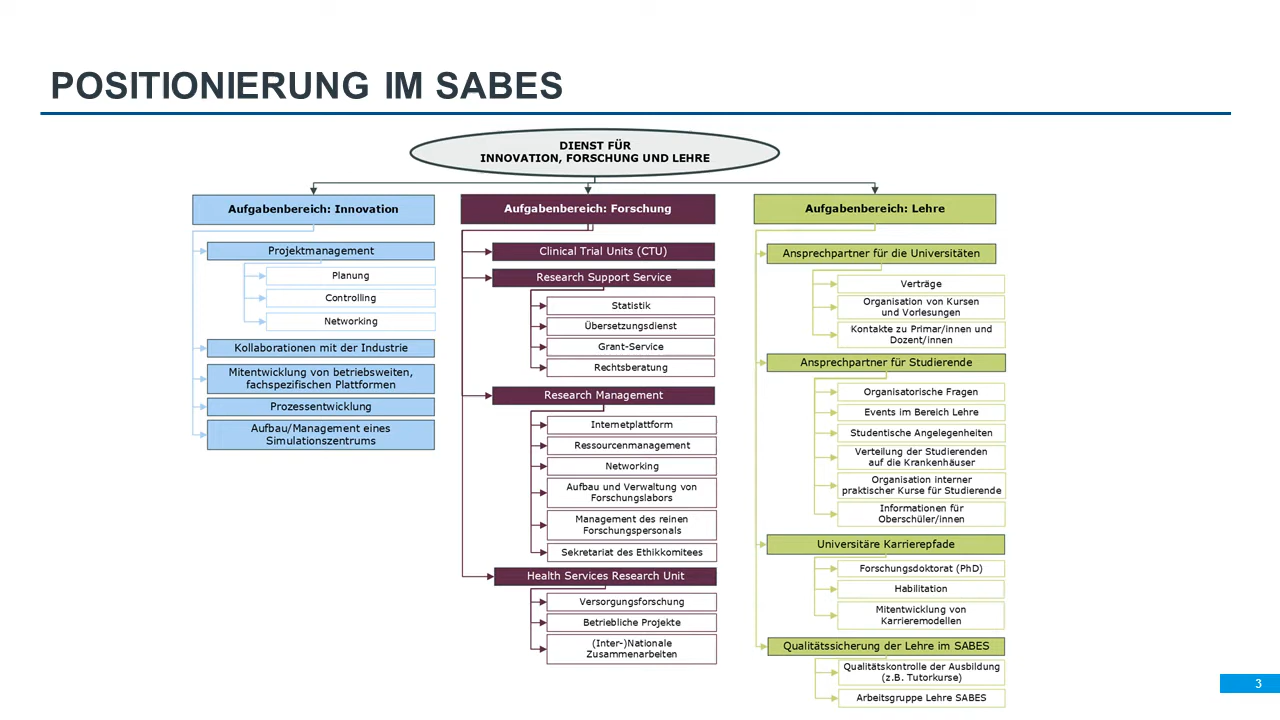 POSITIONIERUNG IM SABES
DIENST FÜR
INNOVATION, FORSCHUNG UND LEHRE
Aufgabenbereich: Innovation
Projektmanagement
Planung
Controlling
Networking
Kollaborationen mit der Industrie
Mitentwicklung von betriebsweiten,
fachspezifischen Plattformen
Prozessentwicklung
Aufbau/Management eines
Simulationszentrums
Aufgabenbereich: Forschung
Clinical Trial Units (CTU)
Research Support Service
Statistik
Übersetzungsdienst
Grant-Service
Rechtsberatung
Research Management
Internetplattform
Ressourcenmanagement
Networking
Aufbau und Verwaltung von
Forschungslabors
Management des reinen
Forschungspersonals
Sekretariat des Ethikkomitees
Health Services Research Unit
Versorgungsforschung
Betriebliche Projekte
(Inter-)Nationale
Zusammenarbeiten
Aufgabenbereich: Lehre
Ansprechpartner für die Universitäten
Verträge
Organisation von Kursen
und Vorlesungen
Kontakte zu Primar/innen und
Dozent/innen
Ansprechpartner für Studierende
Organisatorische Fragen
Events im Bereich Lehre
Studentische Angelegenheiten
Verteilung der Studierenden
auf die Krankenhäuser
Organisation interner
praktischer Kurse für Studierende
Informationen für
Oberschüler/innen
Universitäre Karrierepfade
Forschungsdoktorat (PhD)
Habilitation
Mitentwicklung von
Karrieremodellen
Qualitätssicherung der Lehre im SABES
Qualitätskontrolle der Ausbildung
(z.B. Tutorkurse)
Arbeitsgruppe Lehre SABES
3